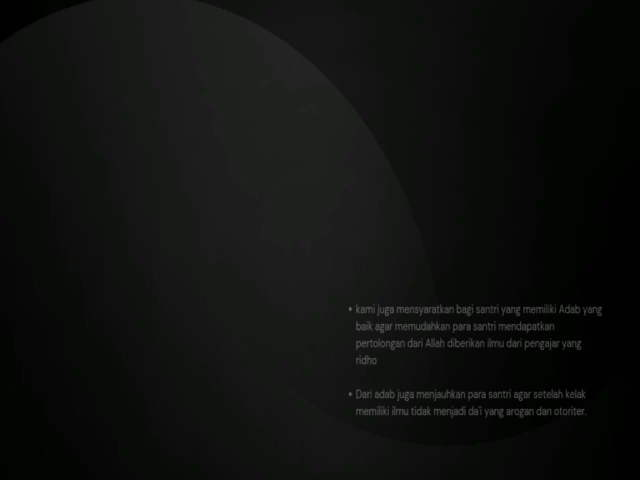 • kami juga mensyaratkan bagi santri yang memiliki Adab yang
baik agar memudahkan para santri mendapatkan
pertolongan dari Allah diberikan ilmu dari pengajar yang
ridho
• Dari adab juga menjauhkan para santri agar setelah kelak
memiliki ilmu tidak menjadi da'i yang arogan dan otoriter.